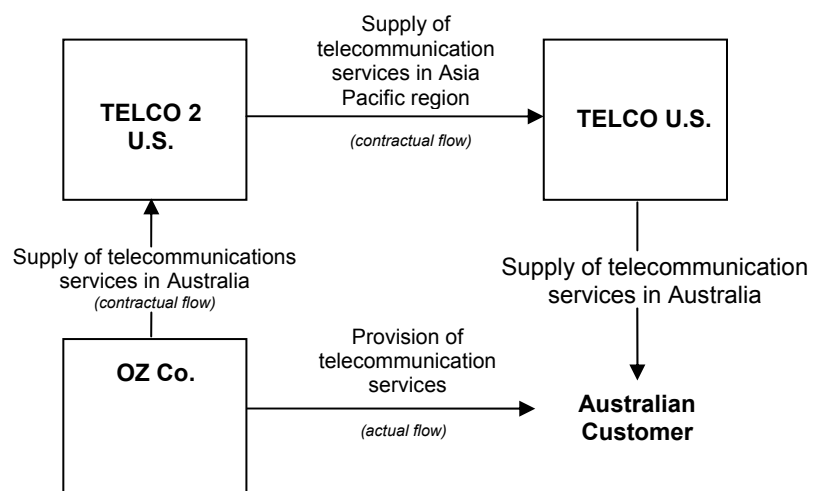 Supply of
telecommunication
services in Asia
Pacific region
(contractual flow)
TELCO 2
U.S.
TELCO U.S.
Supply of telecommunications
services in Australia
(contractual flow)
Supply of telecommunication
services in Australia
OZ Co.
Provision of
telecommunication
services
(actual flow)
Australian
Customer